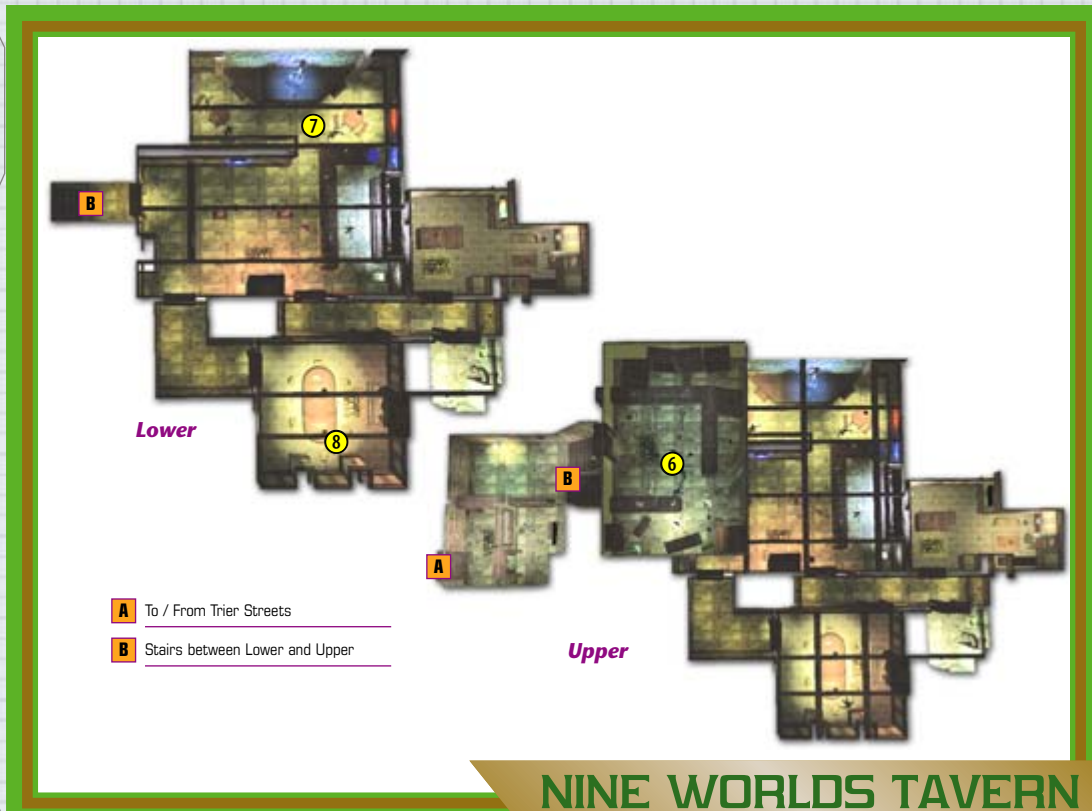 7
B
Lower
8
6
B
A
A To / From Trier Streets
B Stairs between Lower and Upper
Upper
NINE WORLDS TAVERN